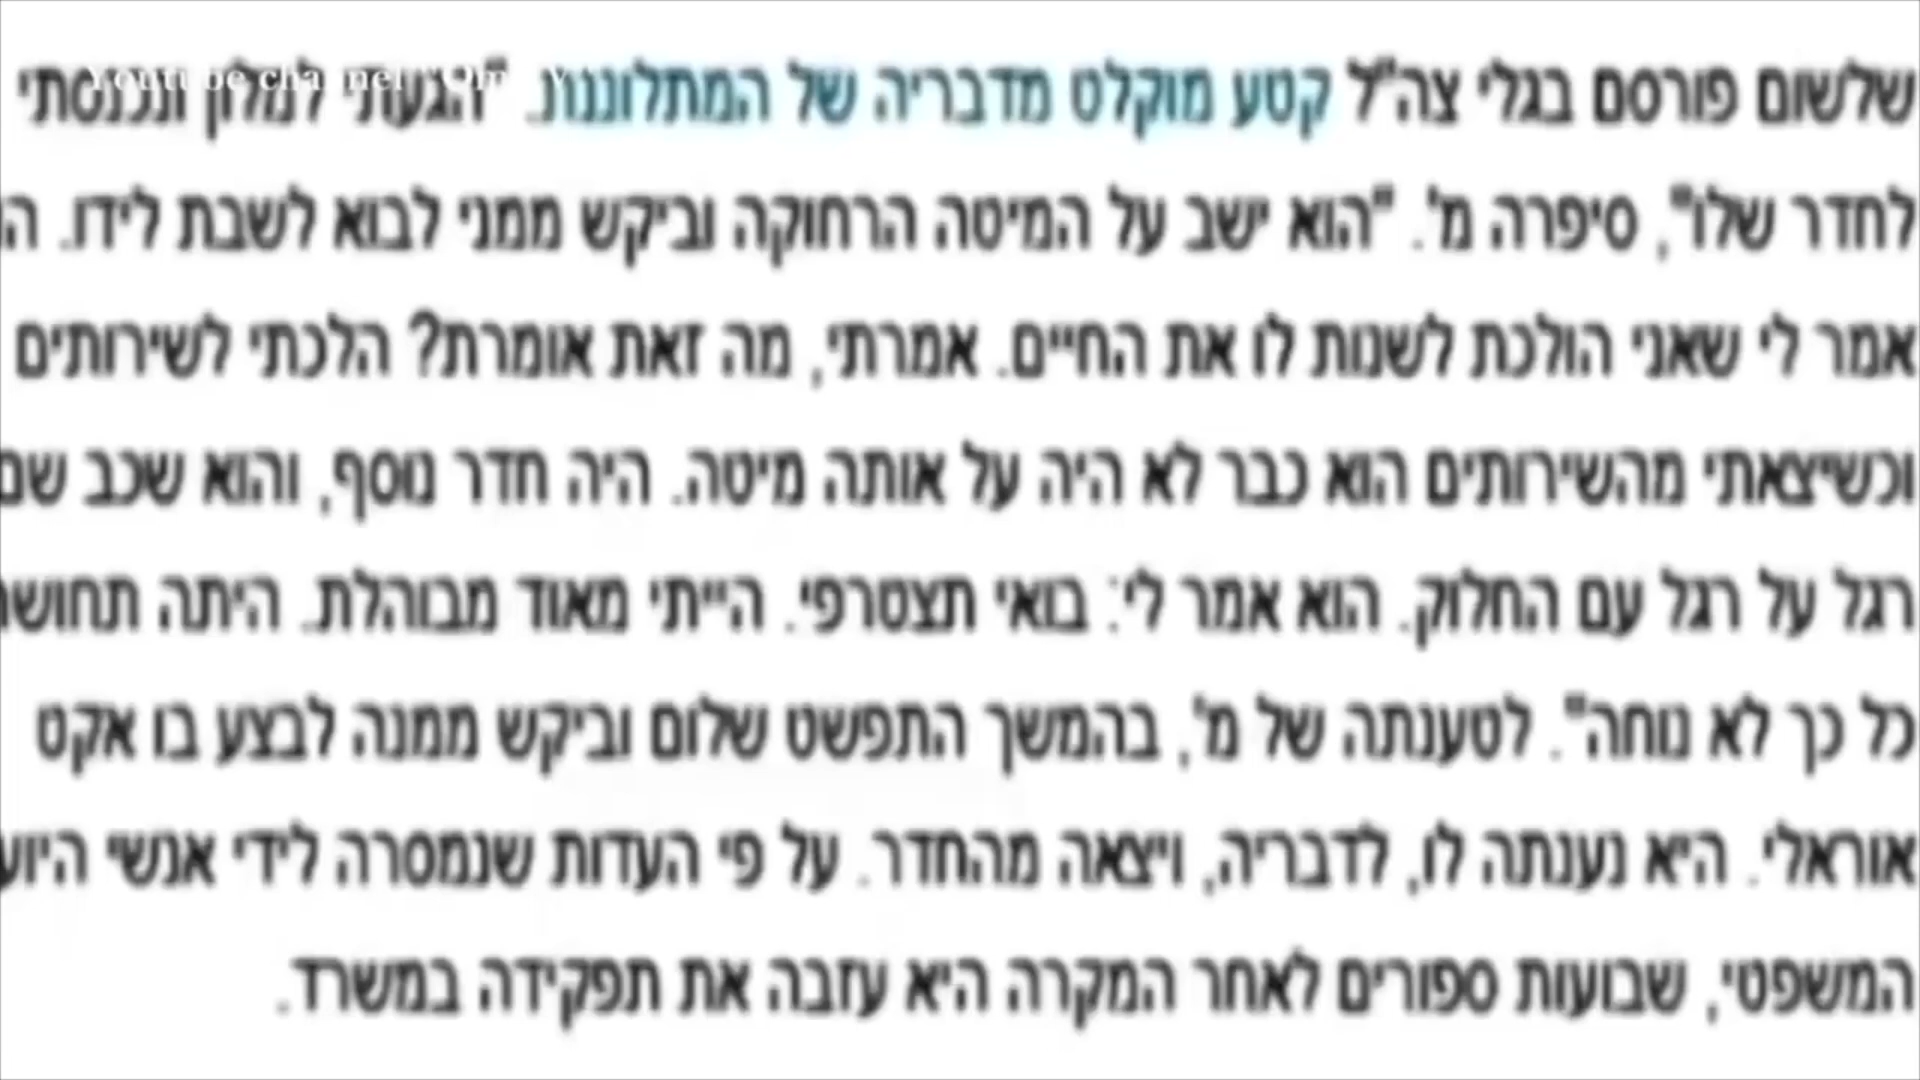 Youtube channel
שלשום פורסם בגלי צה"ל קטע מוקלט מדבריה של המתלוננת. "הגעתי למלון ונכנסתי
לחדר שלו", סיפרה מ'. "הוא ישב על המיטה הרחוקה וביקש ממני לבוא לשבת לידו.
אמר לי שאני הולכת לשנות לו את החיים. אמרתי, מה זאת אומרת? הלכתי לשירותים
וכשיצאתי מהשירותים הוא כבר לא היה על אותה מיטה. היה חדר נוסף, והוא שכב שם
רגל על רגל עם החלוק. הוא אמר לי: בואי תצטרפי. הייתי מאוד מבוהלת. היתה
כל כך לא נוחה". לטענתה של מ', בהמשך התפשט שלום וביקש ממנה לבצע בו אקט
אוראלי. היא נענתה לו, לדבריה, ויצאה מהחדר. על פי העדות שנמסרה לידי אנשי
המשפטי, שבועות ספורים לאחר המקרה היא עזבה את תפקידה במשרד.